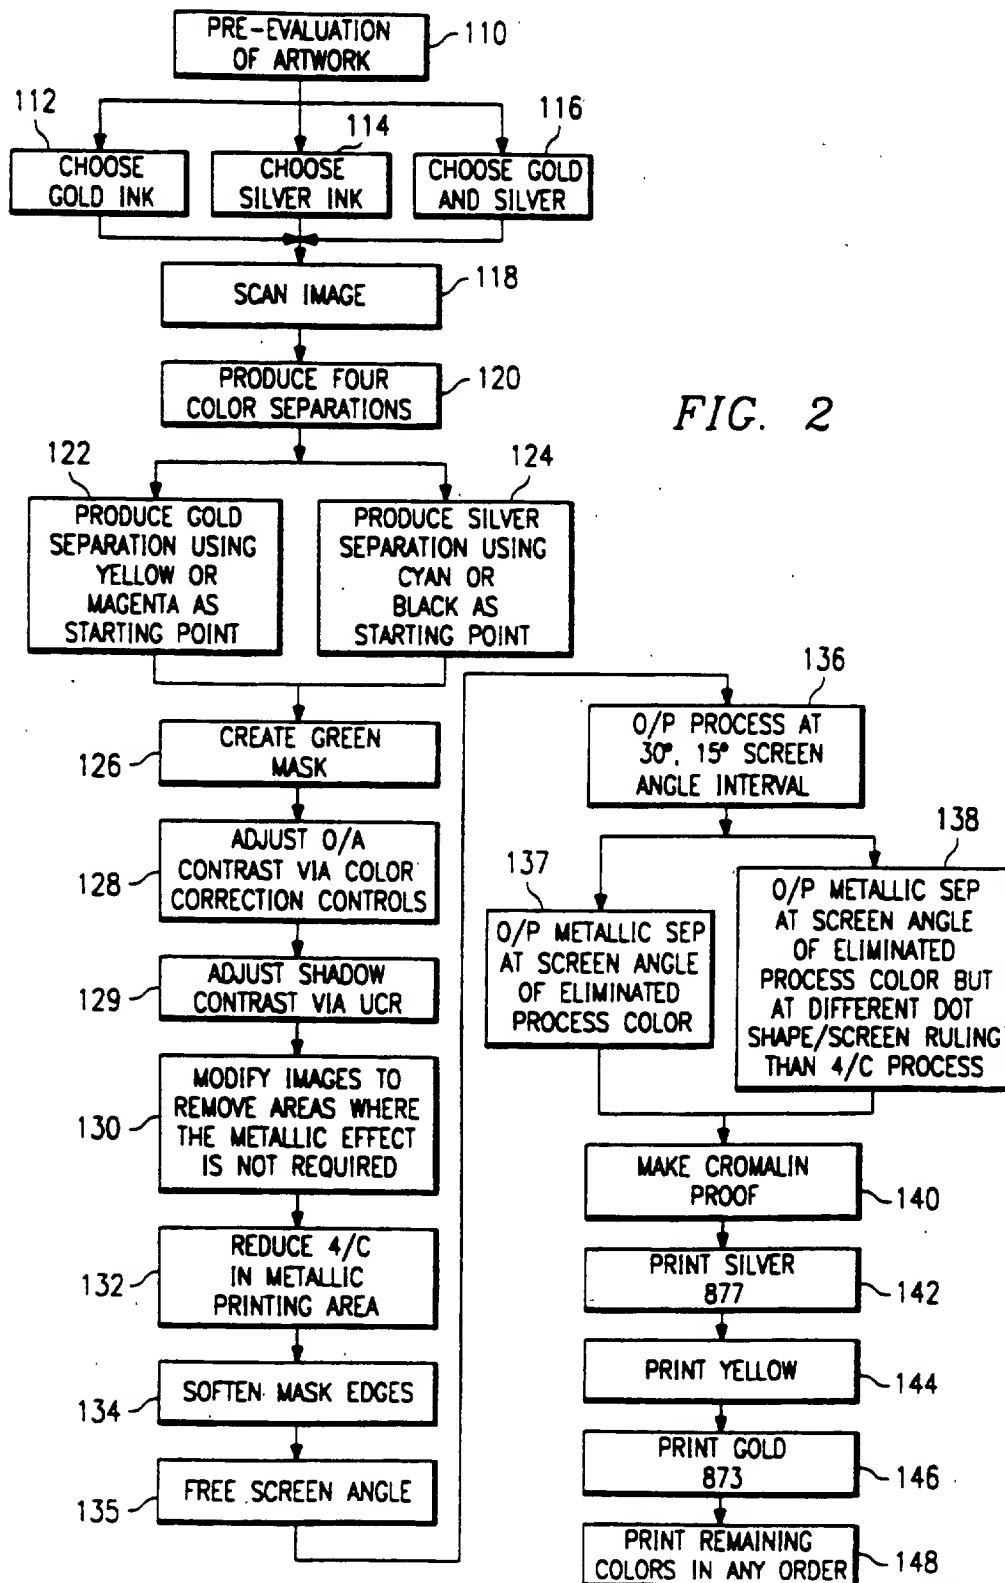 PRE-EVALUATION
OF ARTWORK
110
112
114
116
CHOOSE
GOLD INK
CHOOSE
SILVER INK
CHOOSE GOLD
AND SILVER
SCAN IMAGE
118
PRODUCE FOUR
COLOR SEPARATIONS
120
FIG. 2
122
124
PRODUCE GOLD
SEPARATION USING
YELLOW OR
MAGENTA AS
STARTING POINT
PRODUCE SILVER
SEPARATION USING
CYAN OR
BLACK AS
STARTING POINT
CREATE GREEN
MASK
126
ADJUST O/A
CONTRAST VIA COLOR
CORRECTION CONTROLS
128
ADJUST SHADOW
CONTRAST VIA UCR
129
MODIFY IMAGES TO
REMOVE AREAS WHERE
THE METALLIC EFFECT
IS NOT REQUIRED
130
REDUCE 4/C
IN METALLIC
PRINTING AREA
132
SOFTEN MASK EDGES
134
FREE SCREEN ANGLE
135
136
O/P PROCESS AT
30°, 15° SCREEN
ANGLE INTERVAL
137
138
O/P METALLIC SEP
AT SCREEN ANGLE
OF ELIMINATED
PROCESS COLOR
O/P METALLIC SEP
AT SCREEN ANGLE
OF ELIMINATED
PROCESS COLOR BUT
AT DIFFERENT DOT
SHAPE/SCREEN RULING
THAN 4/C PROCESS
MAKE CROMALIN
PROOF
140
PRINT SILVER
877
142
PRINT YELLOW
144
PRINT GOLD
873
146
PRINT REMAINING
COLORS IN ANY ORDER
148